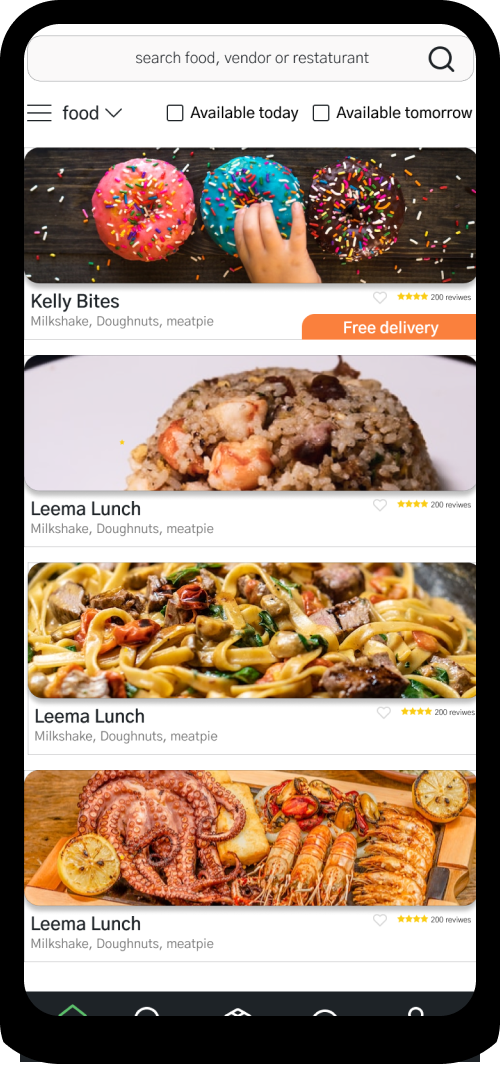 search food, vendor or restaturant
food
Available today
Available tomorrow
Kelly Bites
200 reviwes
Milkshake, Doughnuts, meatpie
Free delivery
Leema Lunch
200 reviwes
Milkshake, Doughnuts, meatpie
Leema Lunch
200 reviwes
Milkshake, Doughnuts, meatpie
Leema Lunch
200 reviwes
Milkshake, Doughnuts, meatpie